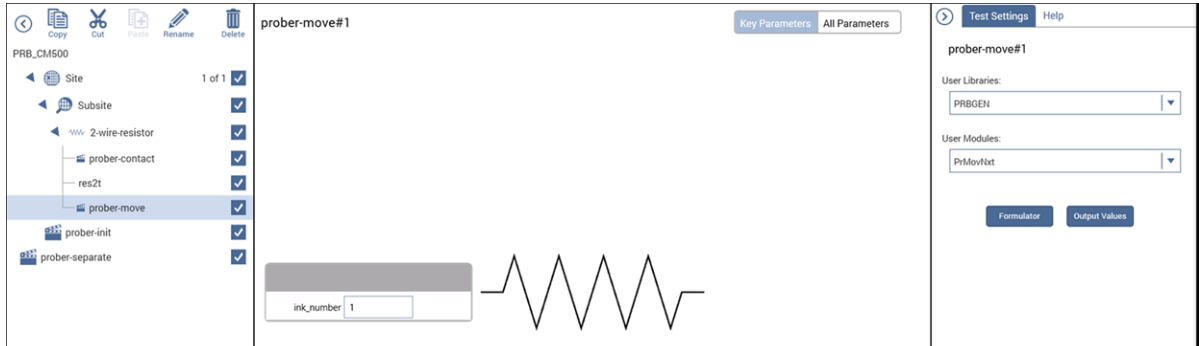 Copy Cut Paste Rename Delete
PRB_CM500
Site 1 of 1
Subsite
2-wire-resistor
prober-contact
res2t
prober-move
prober-init
prober-separate
prober-move#1
Key Parameters All Parameters
ink_number 1
Test Settings Help
prober-move#1
User Libraries:
PRBGEN
User Modules:
PrMovNxt
Formulator Output Values